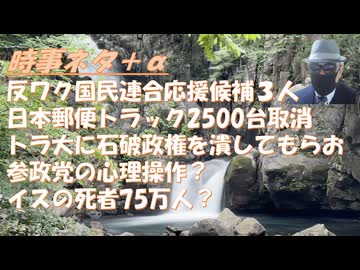 時事ネタ＋α
反ワク国民連合応援候補３人
日本郵便トラック2500台取消
トラ大に石破政権を潰してもらお
参政党の心理操作？
イスの死者75万人？